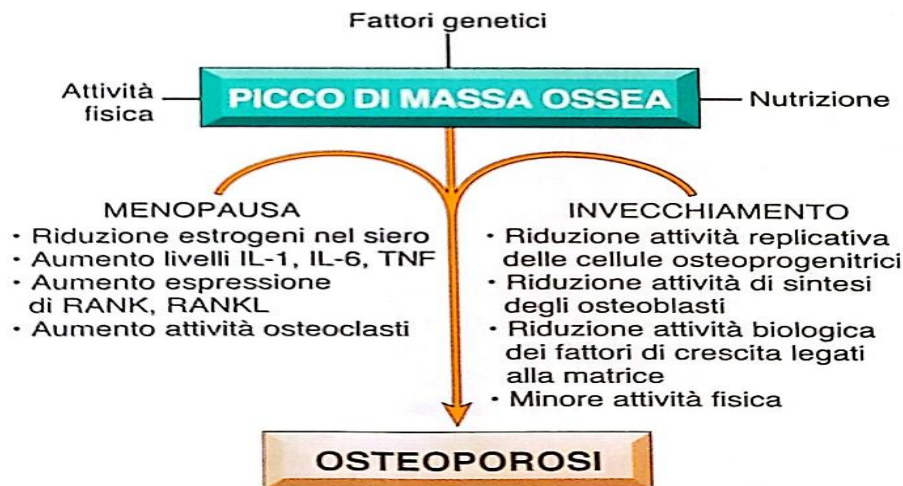 Fattori genetici
Attività
fisica
PICCO DI MASSA OSSEA
Nutrizione
MENOPAUSA
• Riduzione estrogeni nel siero
• Aumento livelli IL-1, IL-6, TNF
• Aumento espressione
di RANK, RANKL
• Aumento attività osteoclasti
INVECCHIAMENTO
• Riduzione attività replicativa
delle cellule osteoprogenitrici
• Riduzione attività di sintesi
degli osteoblasti
• Riduzione attività biologica
dei fattori di crescita legati
alla matrice
• Minore attività fisica
OSTEOPOROSI